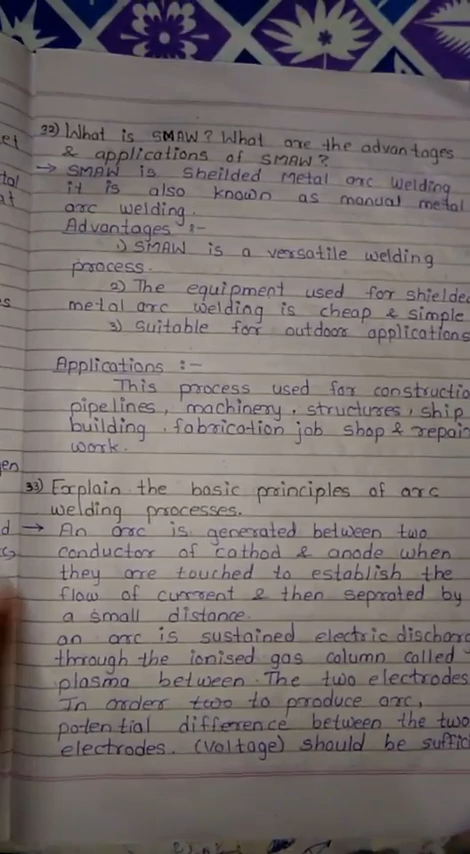 32) What is SMAW? What are the advantages
& applications of SMAW?
→ SMAW is Sheilded Metal arc Welding
it is also known as manual metal
arc welding.
Advantages :-
1) SMAW is a versatile welding
process.
2) The equipment used for shielde
metal arc welding is cheap & simple
3) Suitable for outdoor applications
Applications :-
This process used for constructio
pipelines, machinery, structures, ship
building, fabrication job shop & repair
work.
33) Explain the basic principles of arc
welding processes.
→ An arc is generated between two
conductor of cathod & anode when
they are touched to establish the
flow of current & then seprated by
a small distance.
an arc is sustained electric discharg
through the ionised gas column called
plasma between. The two electrodes
In order two to produce arc,
potential difference between the two
electrodes. (voltage) should be suffic